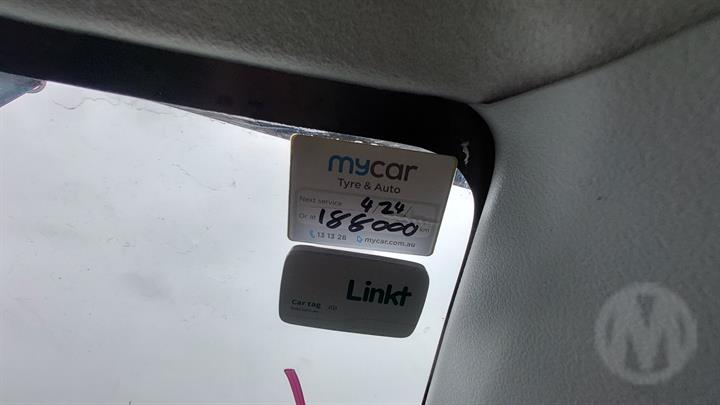 mycar
Tyre & Auto
Next service 4/24/
Or at 188000 km
13 13 28 mycar.com.au
Linkt
Car tag
M